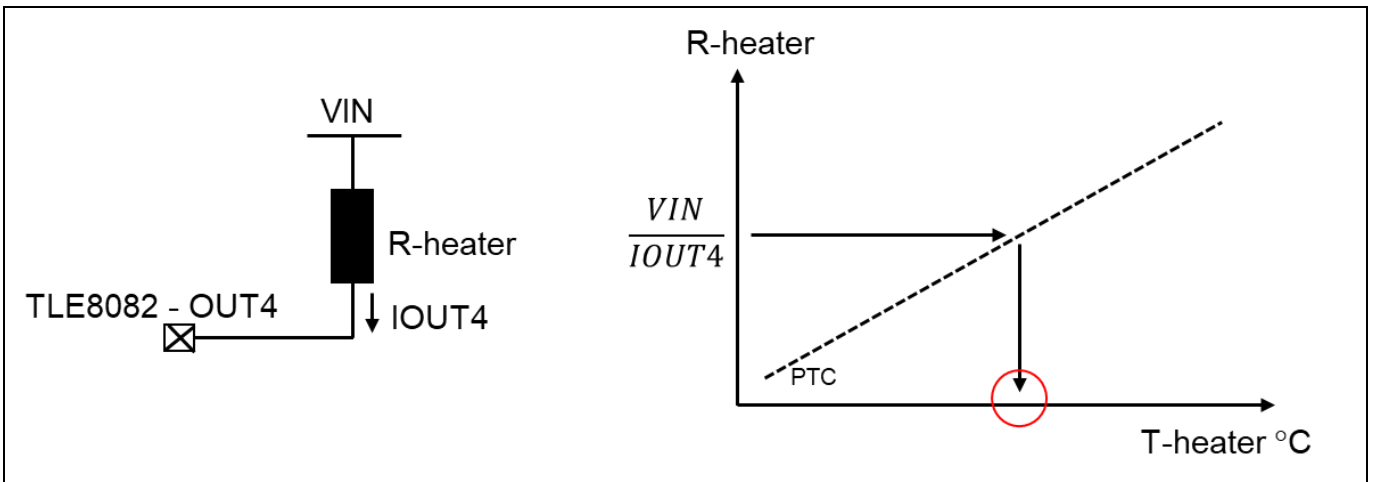 VIN
R-heater
TLE8082 - OUT4
IOUT4
R-heater
VIN
IOUT4
PTC
T-heater °C